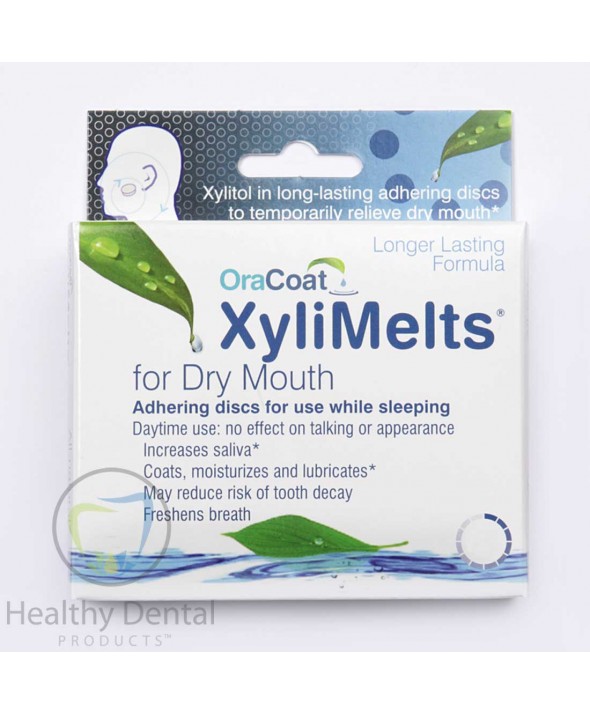 Xylitol in long-lasting adhering discs
to temporarily relieve dry mouth*
Longer Lasting
Formula
OraCoat
XyliMelts®
for Dry Mouth
Adhering discs for use while sleeping
Daytime use: no effect on talking or appearance
Increases saliva*
Coats, moisturizes and lubricates*
May reduce risk of tooth decay
Freshens breath
Healthy Dental
PRODUCTS™